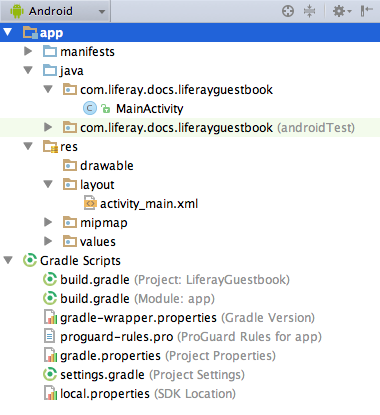 Android
app
manifests
java
com.liferay.docs.liferayguestbook
MainActivity
com.liferay.docs.liferayguestbook (androidTest)
res
drawable
layout
activity_main.xml
mipmap
values
Gradle Scripts
build.gradle (Project: LiferayGuestbook)
build.gradle (Module: app)
gradle-wrapper.properties (Gradle Version)
proguard-rules.pro (ProGuard Rules for app)
gradle.properties (Project Properties)
settings.gradle (Project Settings)
local.properties (SDK Location)